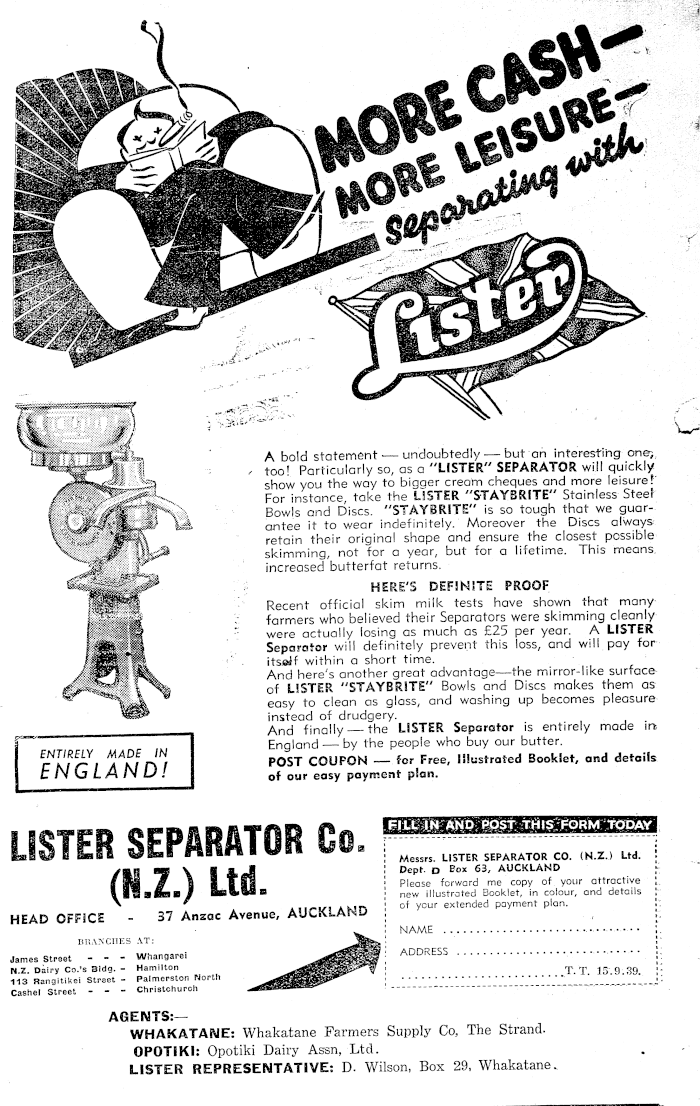 MORE CASH—
MORE LEISURE—
separating with
Lister
A bold statement — undoubtedly — but an interesting one,
too! Particularly so, as a "LISTER" SEPARATOR will quickly
show you the way to bigger cream cheques and more leisure!
For instance, take the LISTER "STAYBRITE" Stainless Steel
Bowls and Discs. "STAYBRITE" is so tough that we guar-
antee it to wear indefinitely. Moreover the Discs always
retain their original shape and ensure the closest possible
skimming, not for a year, but for a lifetime. This means
increased butterfat returns.
HERE'S DEFINITE PROOF
Recent official skim milk tests have shown that many
farmers who believed their Separators were skimming cleanly
were actually losing as much as £25 per year. A LISTER
Separator will definitely prevent this loss, and will pay for
itself within a short time.
And here's another great advantage—the mirror-like surface
of LISTER "STAYBRITE" Bowls and Discs makes them as
easy to clean as glass, and washing up becomes pleasure
instead of drudgery.
And finally — the LISTER Separator is entirely made in
England — by the people who buy our butter.
POST COUPON — for Free, Illustrated Booklet, and details
of our easy payment plan.
ENTIRELY MADE IN
ENGLAND!
LISTER SEPARATOR Co.
(N.Z.) Ltd.
HEAD OFFICE - 37 Anzac Avenue, AUCKLAND
BRANCHES AT:
James Street - - - Whangarei
N.Z. Dairy Co.'s Bldg. - Hamilton
113 Rangitikei Street - Palmerston North
Cashel Street - - - Christchurch
FILL IN AND POST THIS FORM TODAY
Messrs. LISTER SEPARATOR CO. (N.Z.) Ltd.
Dept. D Box 63, AUCKLAND
Please forward me copy of your attractive
new illustrated Booklet, in colour, and details
of your extended payment plan.
NAME ..............................
ADDRESS ............................
.........................T.T. 15.9.39.
AGENTS:—
WHAKATANE: Whakatane Farmers Supply Co, The Strand.
OPOTIKI: Opotiki Dairy Assn, Ltd.
LISTER REPRESENTATIVE: D. Wilson, Box 29, Whakatane.